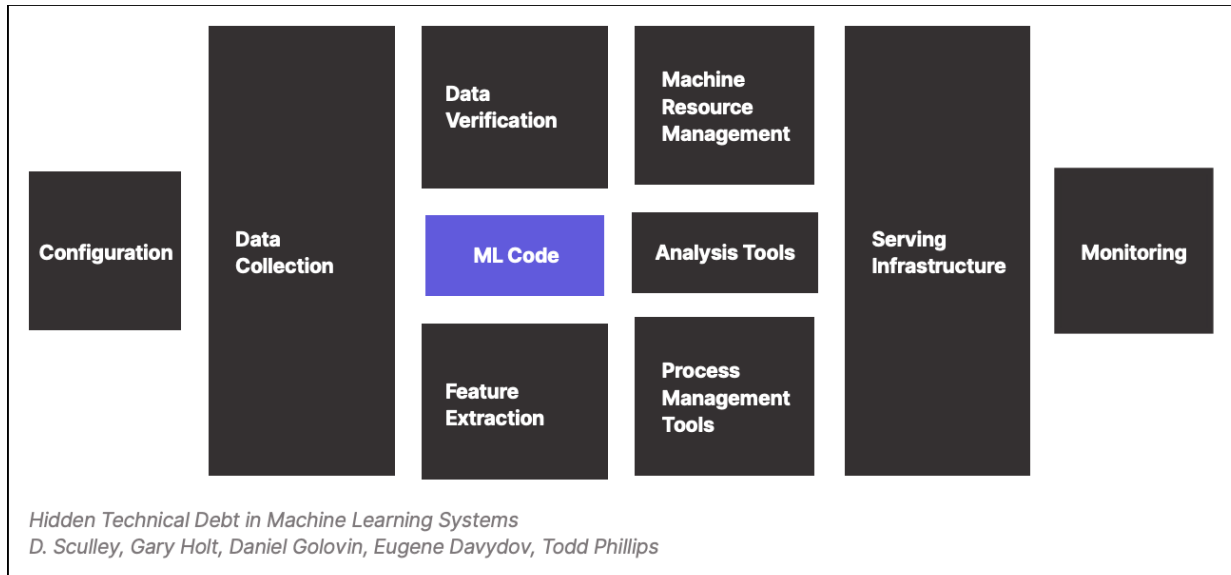 Configuration
Data
Collection
Data
Verification
ML Code
Feature
Extraction
Machine
Resource
Management
Analysis Tools
Process
Management
Tools
Serving
Infrastructure
Monitoring
Hidden Technical Debt in Machine Learning Systems
D. Sculley, Gary Holt, Daniel Golovin, Eugene Davydov, Todd Phillips